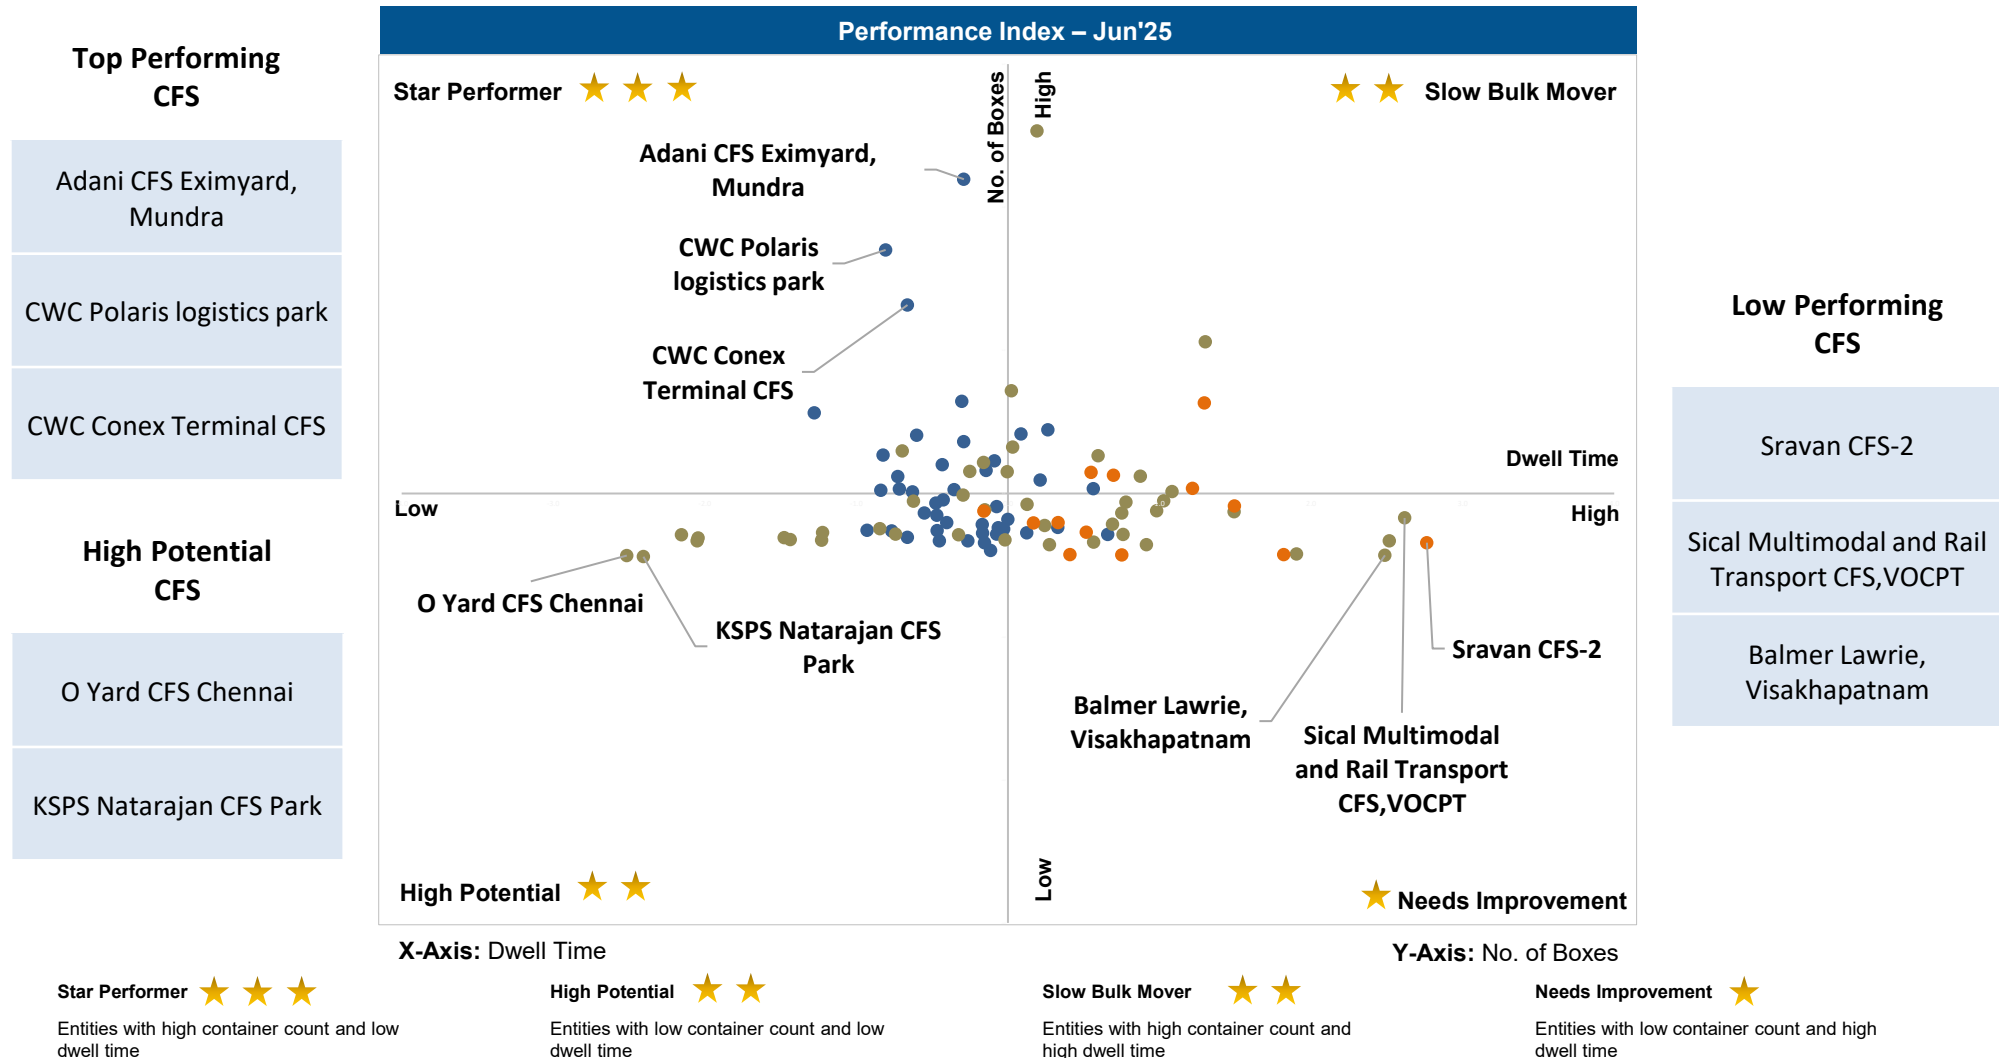 Performance Index – Jun'25
Top Performing
CFS
Adani CFS Eximyard,
Mundra
CWC Polaris logistics park
CWC Conex Terminal CFS
High Potential
CFS
O Yard CFS Chennai
KSPS Natarajan CFS Park
Star Performer
No. of Boxes
High
Slow Bulk Mover
Adani CFS Eximyard,
Mundra
CWC Polaris
logistics park
CWC Conex
Terminal CFS
Dwell Time
Low
High
O Yard CFS Chennai
KSPS Natarajan CFS
Park
Sravan CFS-2
Balmer Lawrie,
Visakhapatnam
Sical Multimodal
and Rail Transport
CFS,VOCPT
Low
High Potential
Needs Improvement
Low Performing
CFS
Sravan CFS-2
Sical Multimodal and Rail
Transport CFS,VOCPT
Balmer Lawrie,
Visakhapatnam
X-Axis: Dwell Time
Y-Axis: No. of Boxes
Star Performer
Entities with high container count and low
dwell time
High Potential
Entities with low container count and low
dwell time
Slow Bulk Mover
Entities with high container count and
high dwell time
Needs Improvement
Entities with low container count and high
dwell time